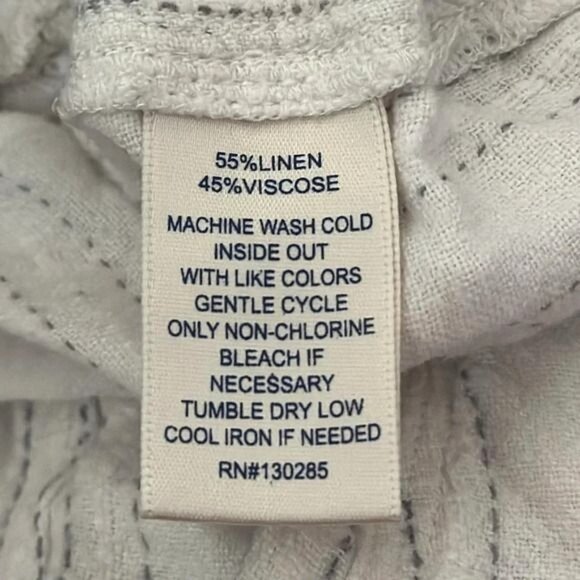 55%LINEN
45%VISCOSE
MACHINE WASH COLD
INSIDE OUT
WITH LIKE COLORS
GENTLE CYCLE
ONLY NON-CHLORINE
BLEACH IF
NECESSARY
TUMBLE DRY LOW
COOL IRON IF NEEDED
RN#130285